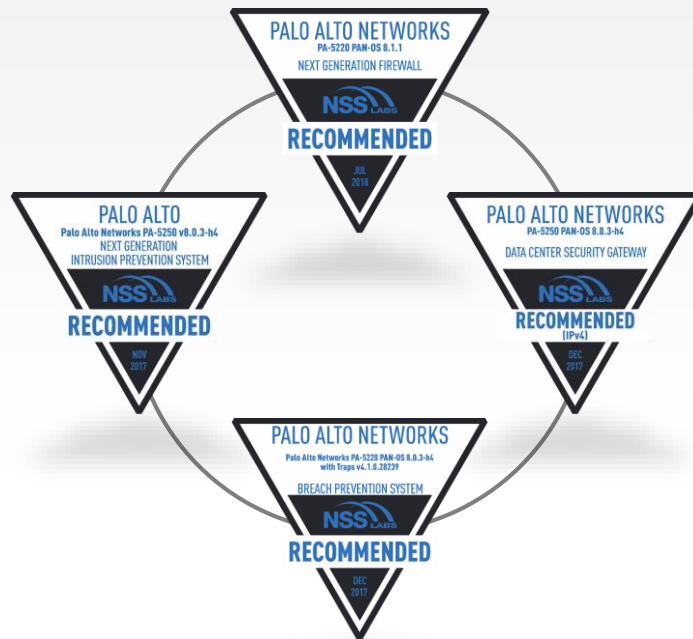 PALO ALTO NETWORKS
PA-5220 PAN-OS 8.1.1
NEXT GENERATION FIREWALL
NSS
LABS
RECOMMENDED
JUL
2018
PALO ALTO
Palo Alto Networks PA-5250 v8.0.3-h4
NEXT GENERATION
INTRUSION PREVENTION SYSTEM
NSS
LABS
RECOMMENDED
NOV
2017
PALO ALTO NETWORKS
PA-5250 PAN-OS 8.0.3-h4
DATA CENTER SECURITY GATEWAY
NSS
LABS
RECOMMENDED
(IPv4)
DEC
2017
PALO ALTO NETWORKS
Palo Alto Networks PA-5220 PAN-OS 8.0.3-h4
with Traps v4.1.0.28239
BREACH PREVENTION SYSTEM
NSS
LABS
RECOMMENDED
DEC
2017